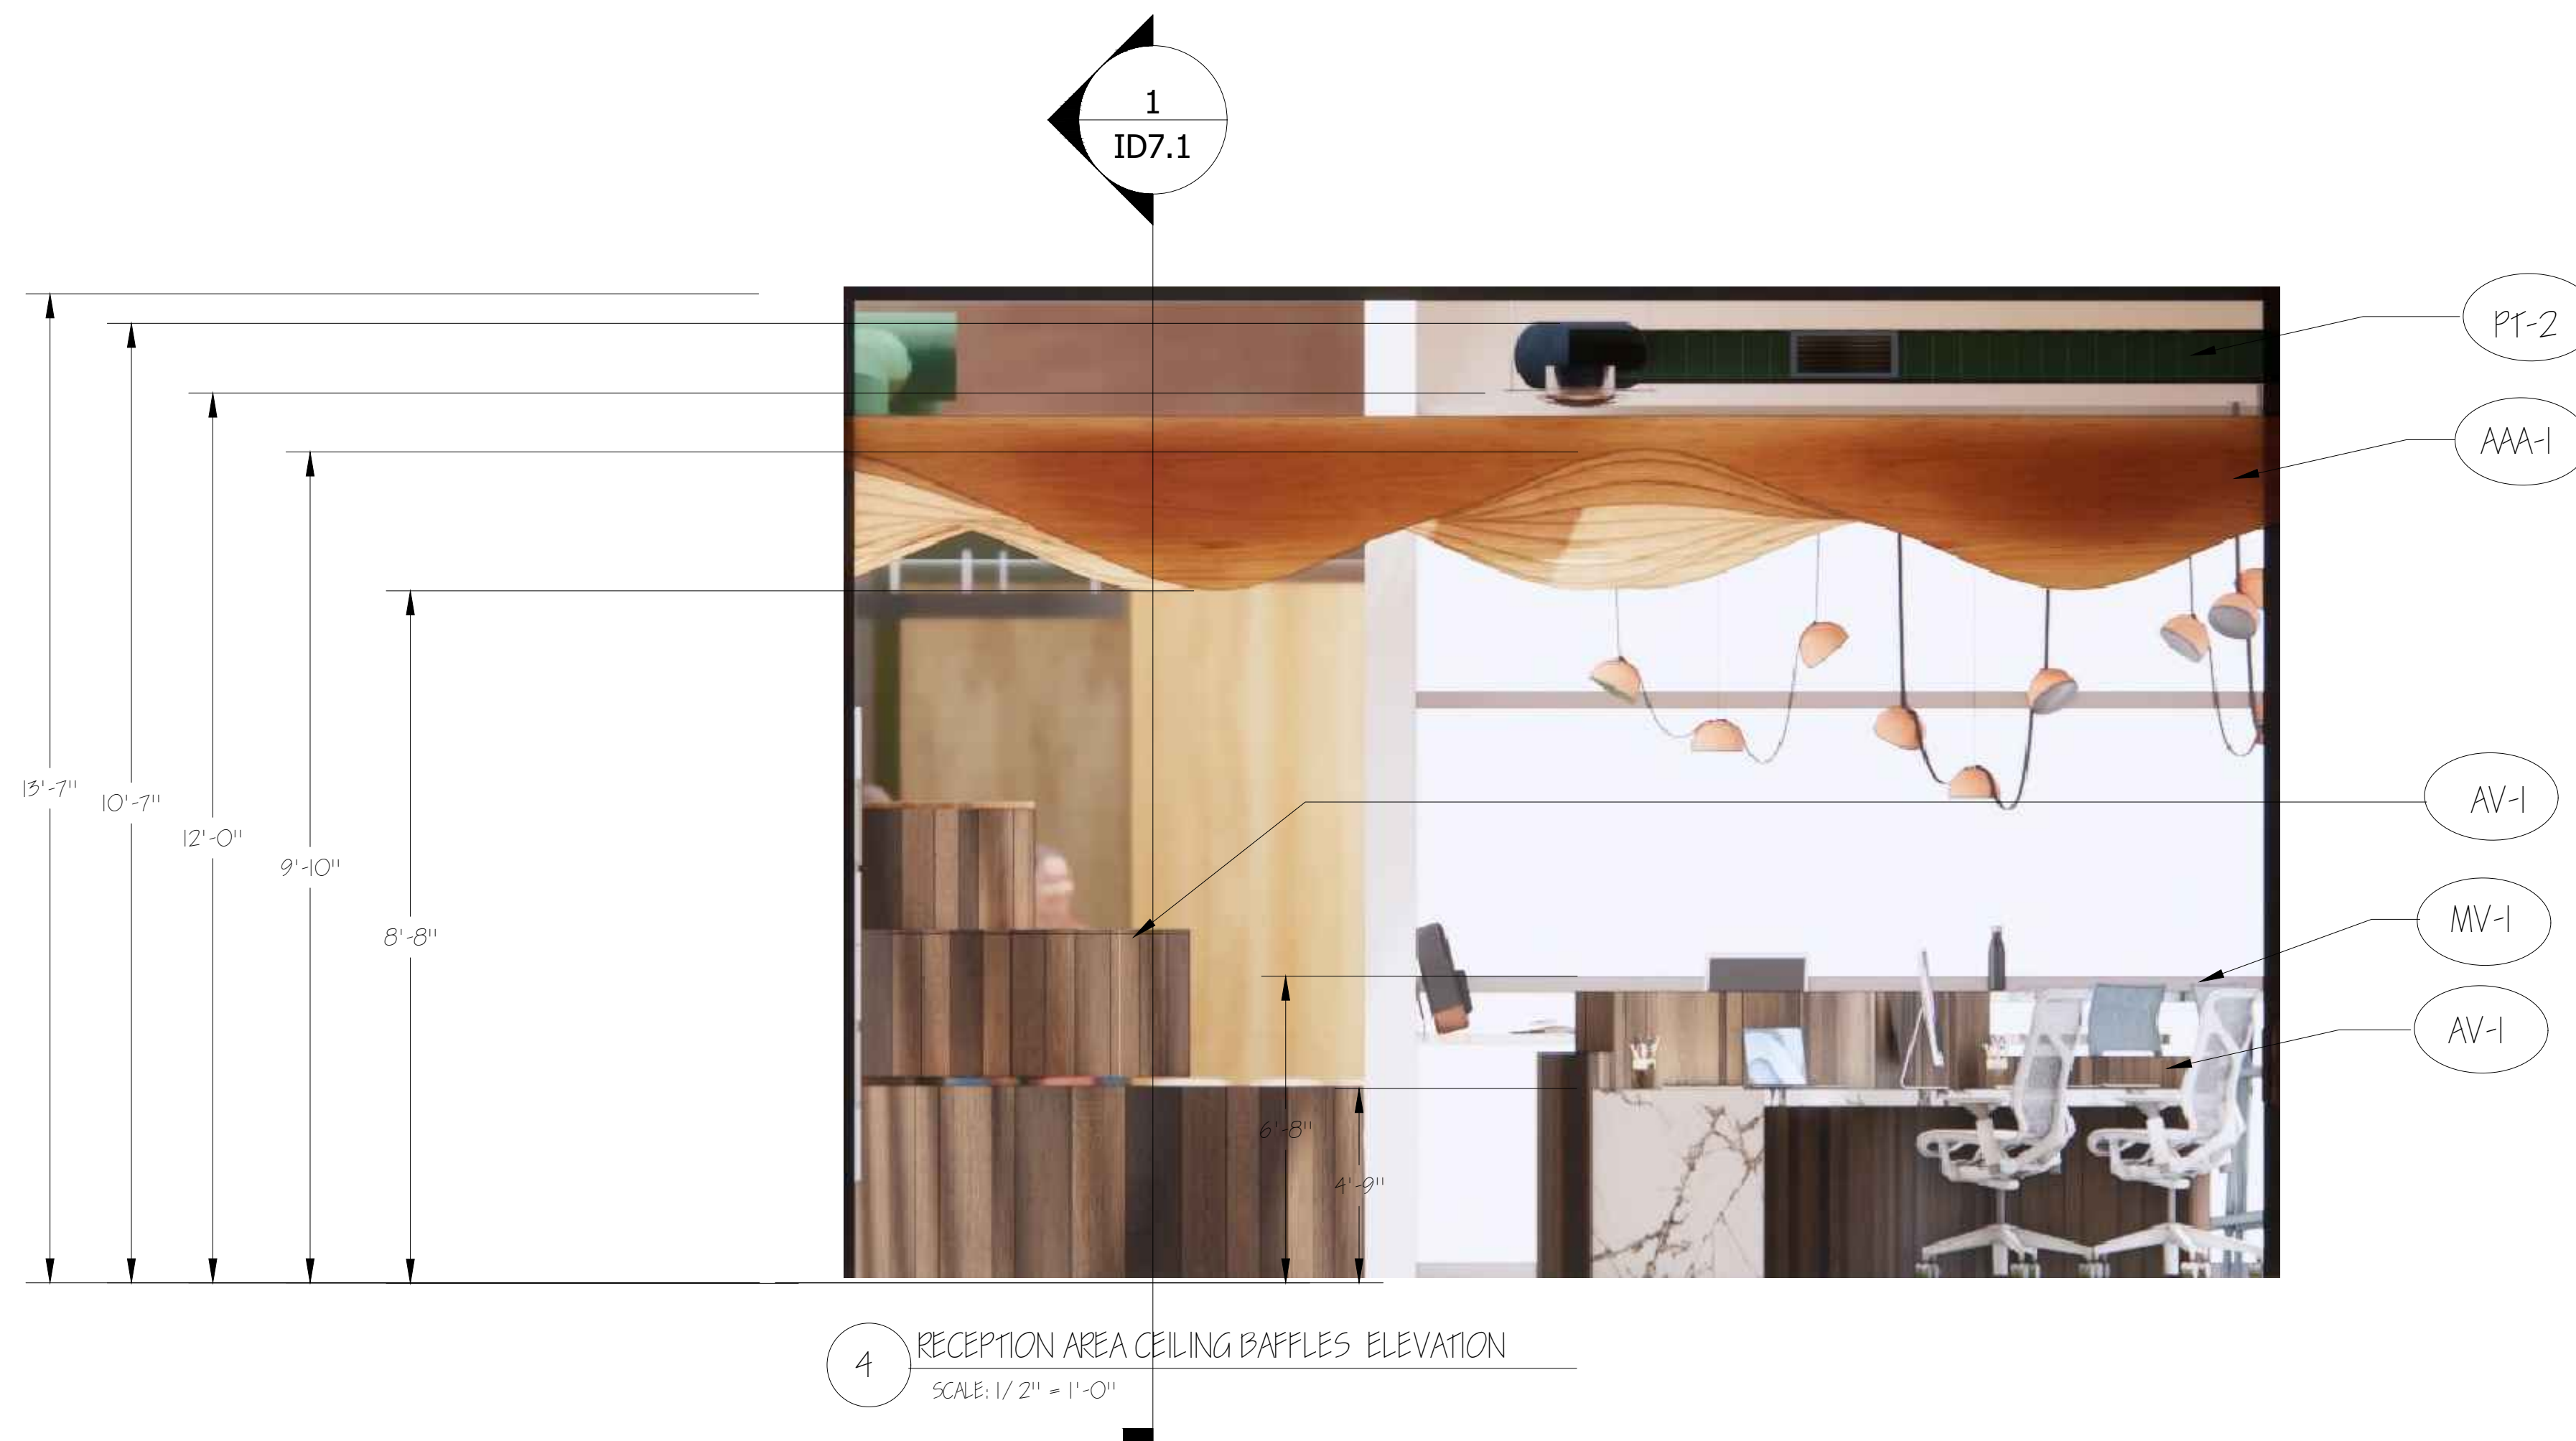 1
ID7.1
PT-2
AAA-1
13'-7"
10'-7"
12'-0"
9'-10"
8'-8"
AV-1
MV-1
AV-1
6'-8"
4'-9"
4
RECEPTION AREA CEILING BAFFLES ELEVATION
SCALE: 1/2" = 1'-0"